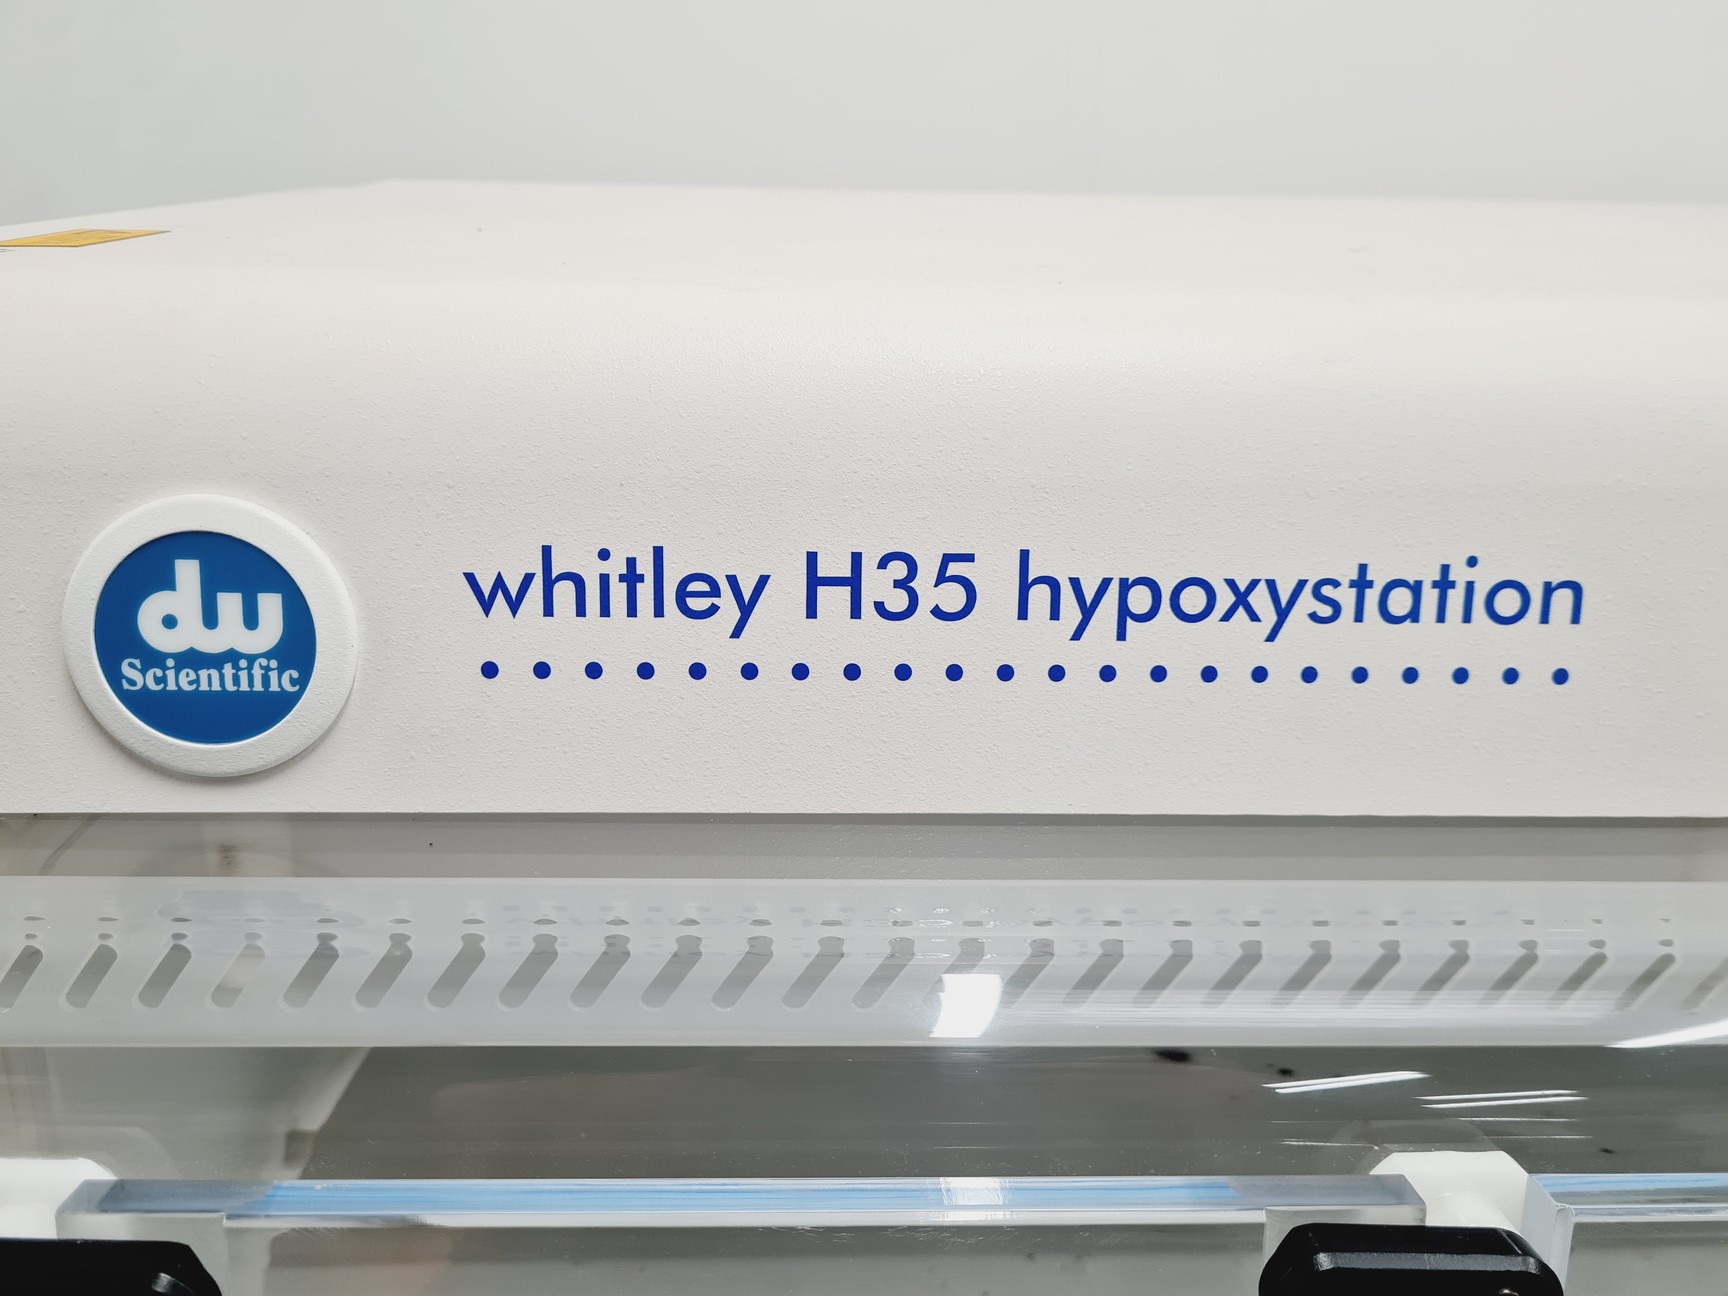 dw
Scientific
whitley H35 hypoxystation